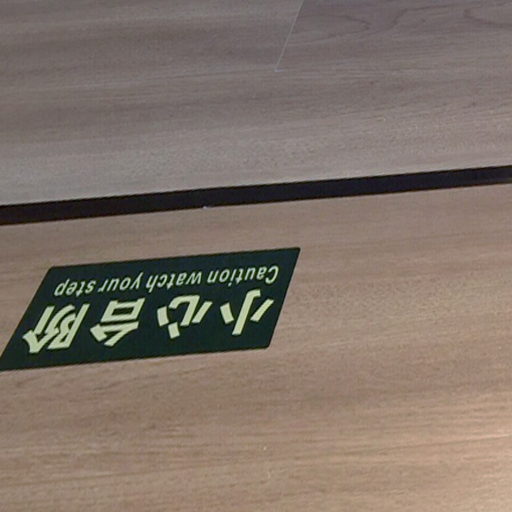 小心台阶
Caution watch your step